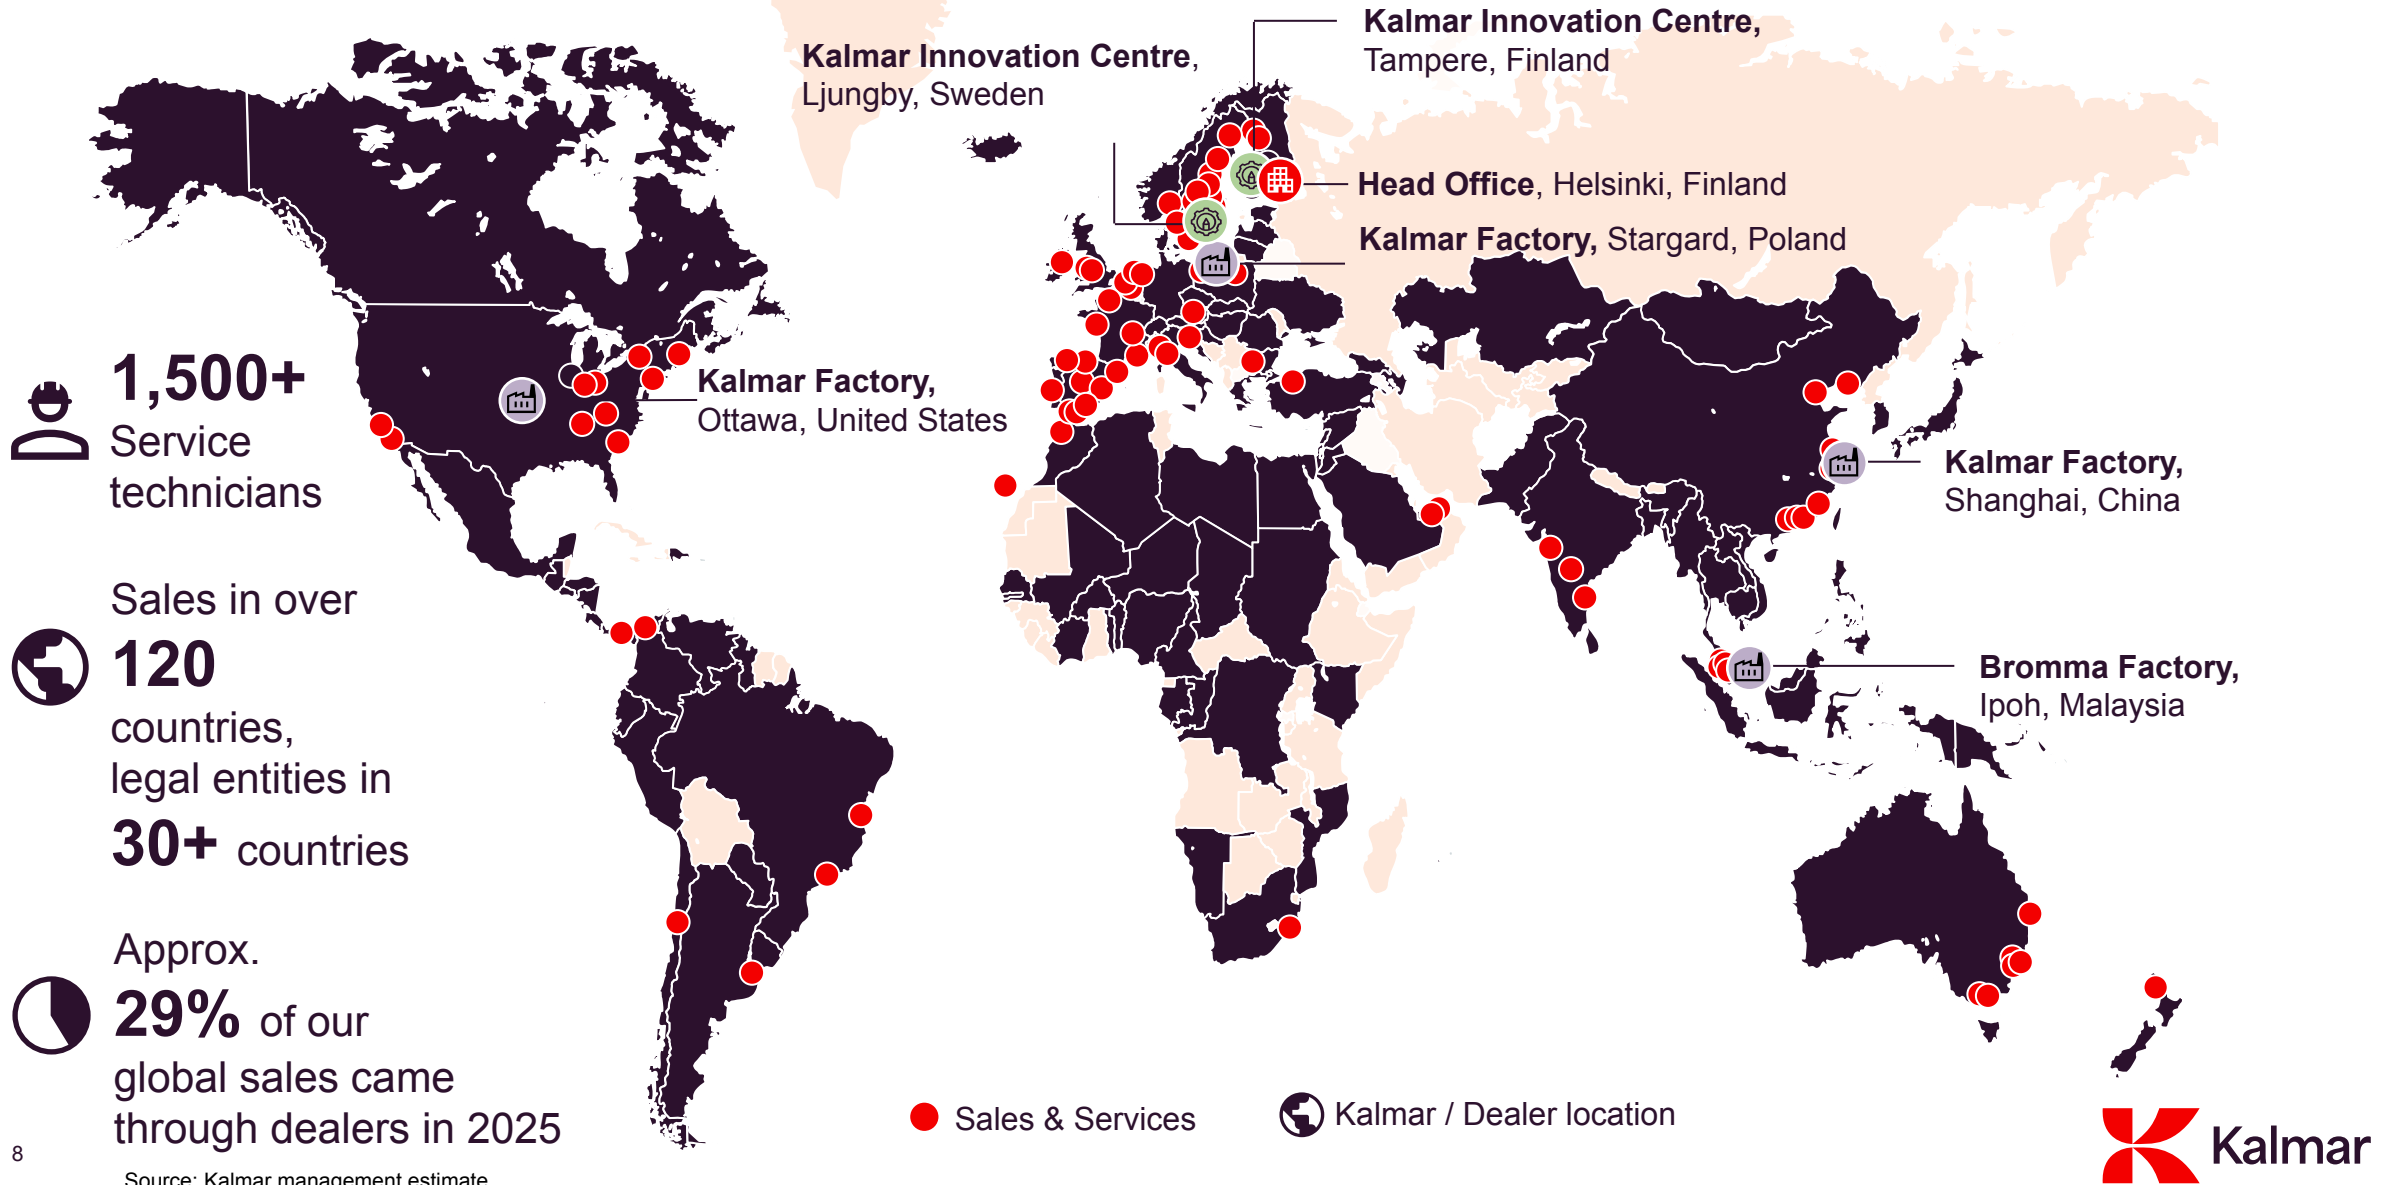 Kalmar Innovation Centre,
Tampere, Finland
Kalmar Innovation Centre,
Ljungby, Sweden
Head Office, Helsinki, Finland
Kalmar Factory, Stargard, Poland
1,500+
Service
technicians
Kalmar Factory,
Ottawa, United States
Kalmar Factory,
Shanghai, China
Sales in over
120
countries,
legal entities in
30+ countries
Bromma Factory,
Ipoh, Malaysia
Approx.
29% of our
global sales came
through dealers in 2025
Sales & Services
Kalmar / Dealer location
Kalmar
8
Source: Kalmar management estimate